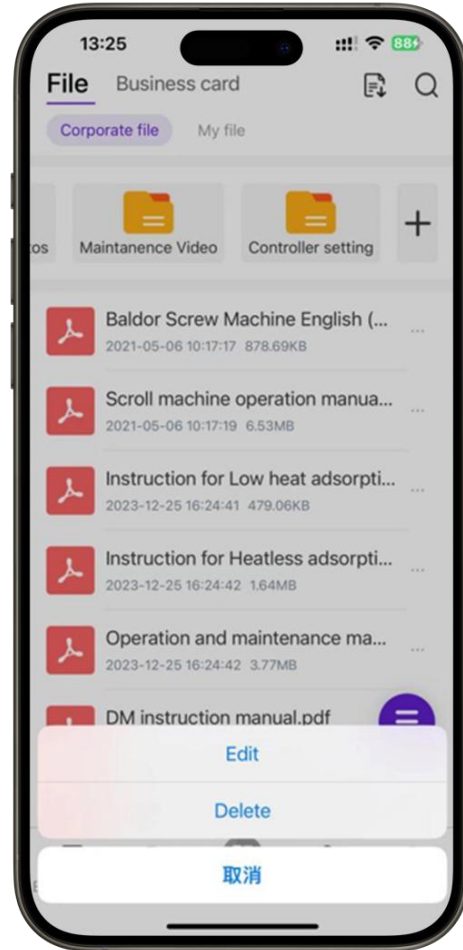 13:25
88
File
Business card
Corporate file
My file
tos
Maintanence Video
Controller setting
Baldor Screw Machine English (...
2021-05-06 10:17:17 878.69KB
Scroll machine operation manua...
2021-05-06 10:17:19 6.53MB
Instruction for Low heat adsorpti...
2023-12-25 16:24:41 479.06KB
Instruction for Heatless adsorpti...
2023-12-25 16:24:42 1.64MB
Operation and maintenance ma...
2023-12-25 16:24:42 3.77MB
DM instruction manual.pdf
Edit
Delete
取消